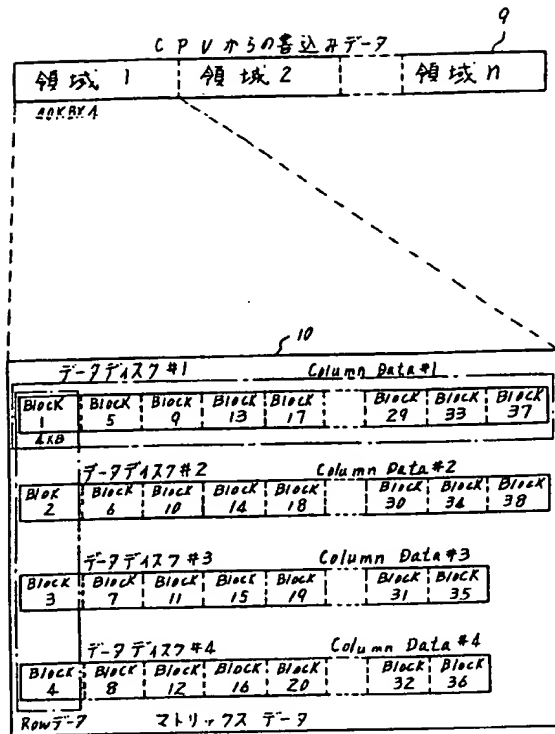 9
CPUからの書込みデータ
領域 1 領域 2 領域 n
10
データディスク#1 Column Data#1
Block 1 Block 5 Block 9 Block 13 Block 17 Block 29 Block 33 Block 37
4KB
データディスク#2 Column Data#2
Blok 2 Block 6 Block 10 Block 14 Block 18 Block 30 Block 34 Block 38
データディスク#3 Column Data#3
Block 3 Block 7 Block 11 Block 15 Block 19 Block 31 Block 35
データディスク#4 Column Data#4
Block 4 Block 8 Block 12 Block 16 Block 20 Block 32 Block 36
Rowデータ マトリックス データ